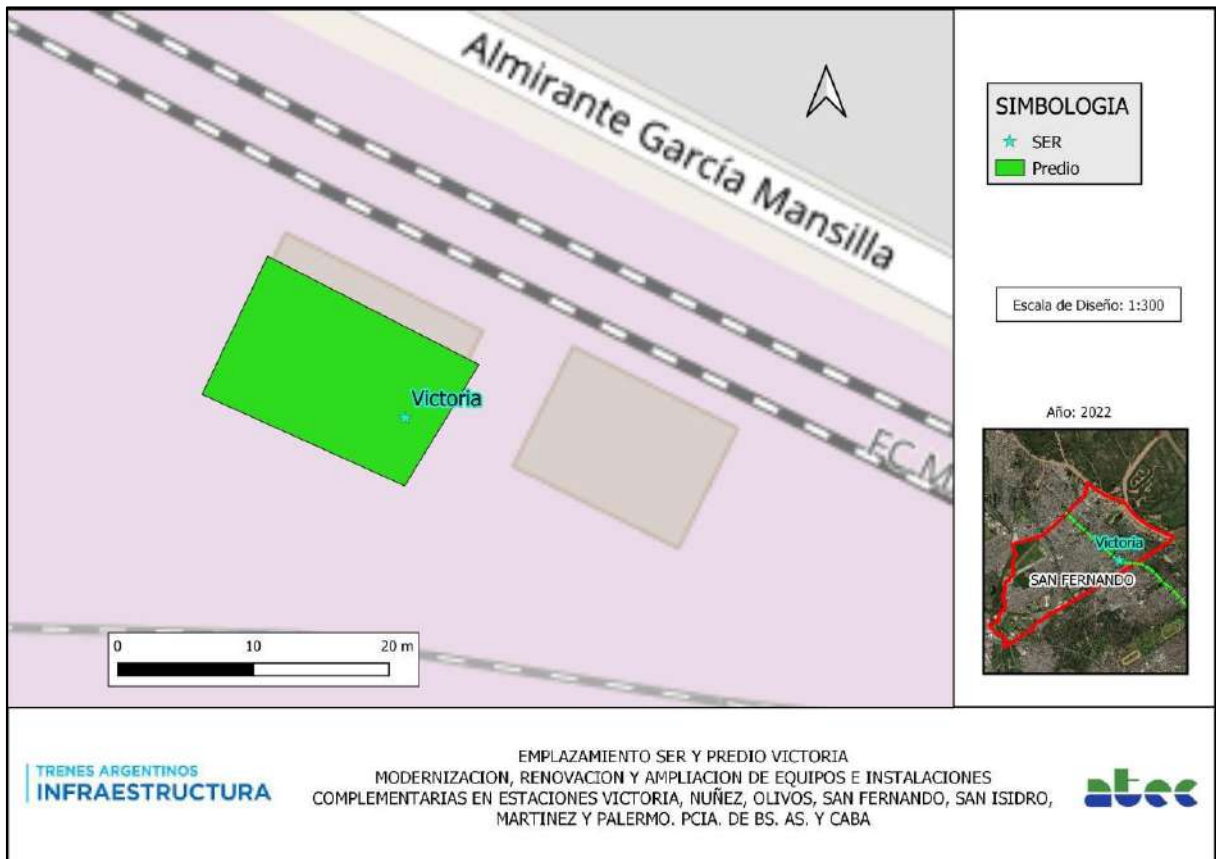 Almirante García Mansilla
Victoria
F.C.M
0 10 20 m
SIMBOLOGIA
SER
Predio
Escala de Diseño: 1:300
Año: 2022
Victoria
SAN FERNANDO
TRENES ARGENTINOS
INFRAESTRUCTURA
EMPLAZAMIENTO SER Y PREDIO VICTORIA
MODERNIZACION, RENOVACION Y AMPLIACION DE EQUIPOS E INSTALACIONES
COMPLEMENTARIAS EN ESTACIONES VICTORIA, NUÑEZ, OLIVOS, SAN FERNANDO, SAN ISIDRO,
MARTINEZ Y PALERMO. PCIA. DE BS. AS. Y CABA
atec